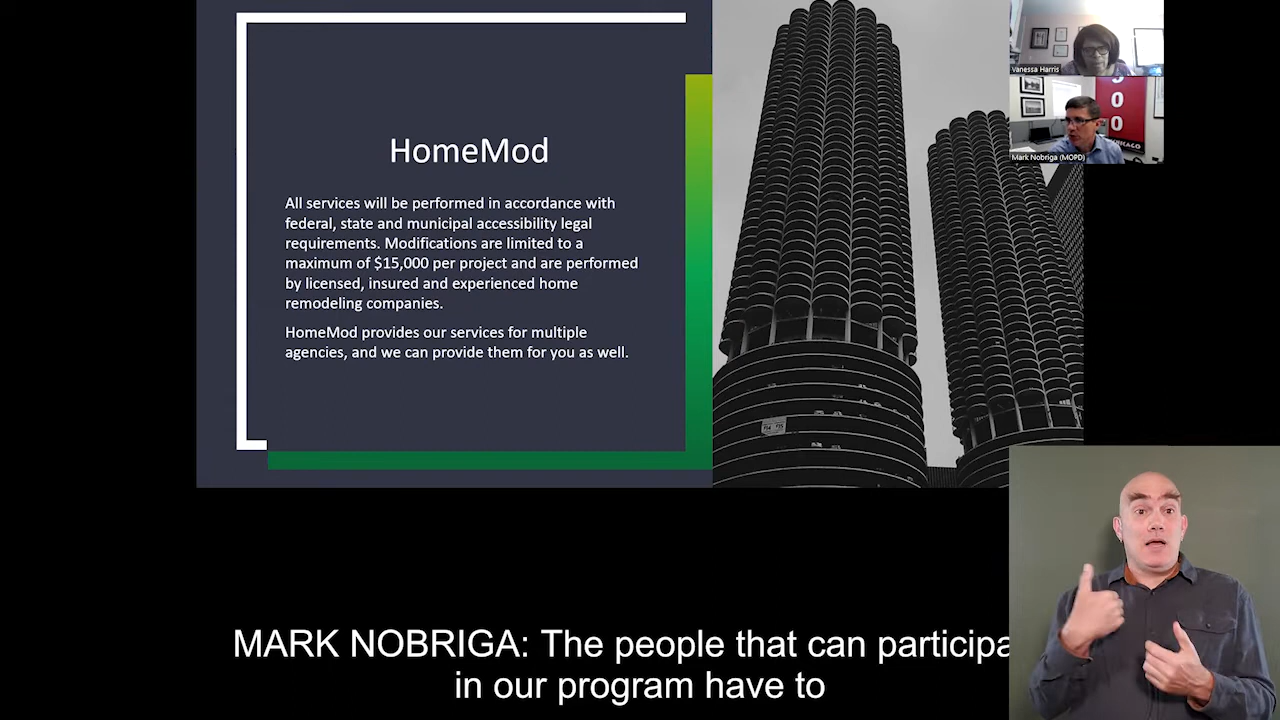 HomeMod
All services will be performed in accordance with
federal, state and municipal accessibility legal
requirements. Modifications are limited to a
maximum of $15,000 per project and are performed
by licensed, insured and experienced home
remodeling companies.
HomeMod provides our services for multiple
agencies, and we can provide them for you as well.
Vanessa Harris
Mark Nobriga (MOPD)
MARK NOBRIGA: The people that can participa
in our program have to